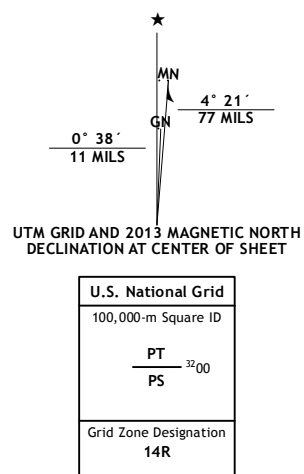 ★
MN
GN
4° 21´
77 MILS
0° 38´
11 MILS
UTM GRID AND 2013 MAGNETIC NORTH
DECLINATION AT CENTER OF SHEET
U.S. National Grid
100,000-m Square ID
PT
3200
PS
Grid Zone Designation
14R